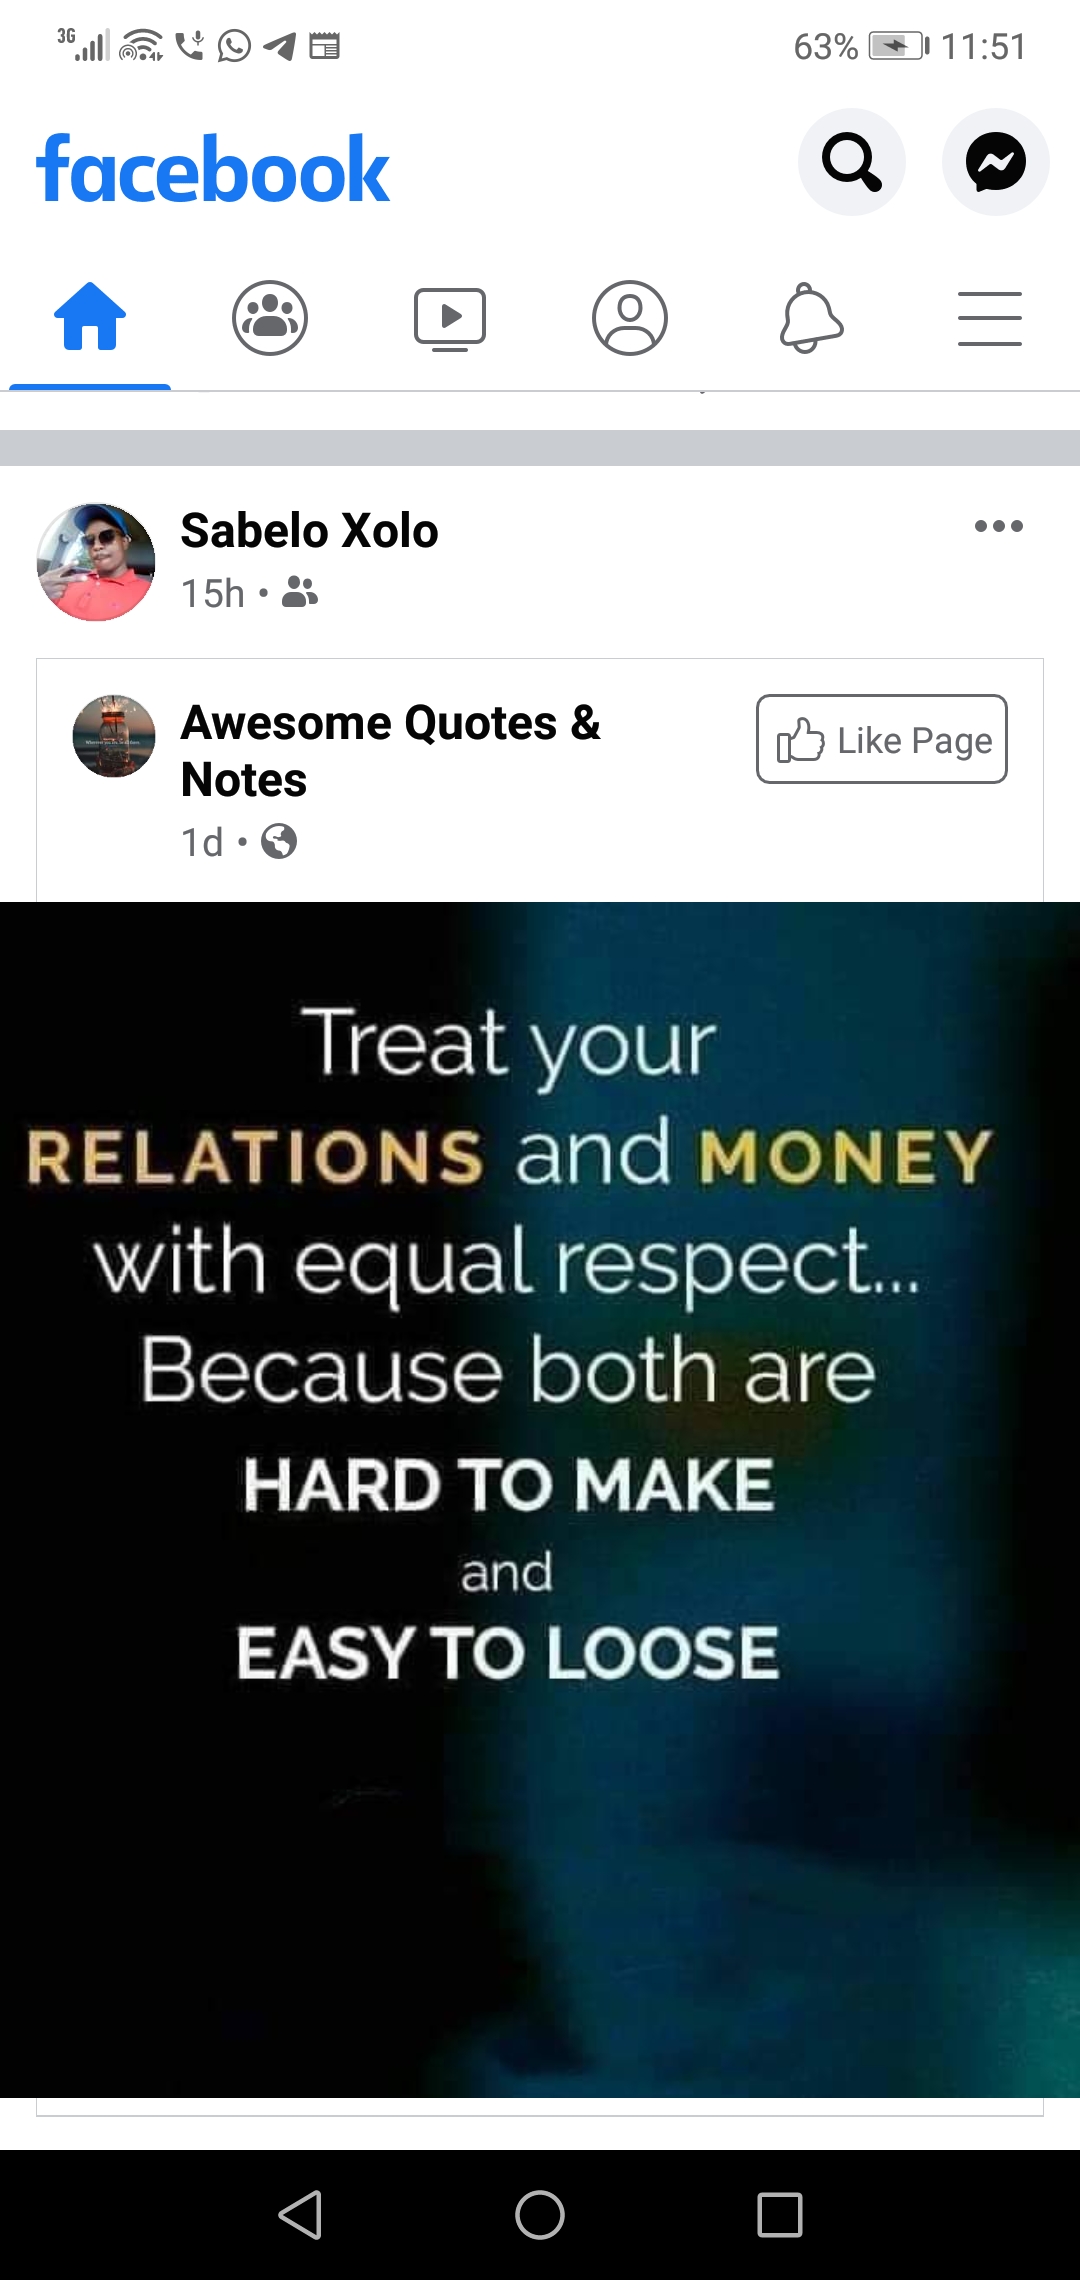 3G 63% 11:51
facebook
Sabelo Xolo
15h •
Awesome Quotes &
Notes
Like Page
1d •
Treat your
RELATIONS and MONEY
with equal respect...
Because both are
HARD TO MAKE
and
EASY TO LOOSE